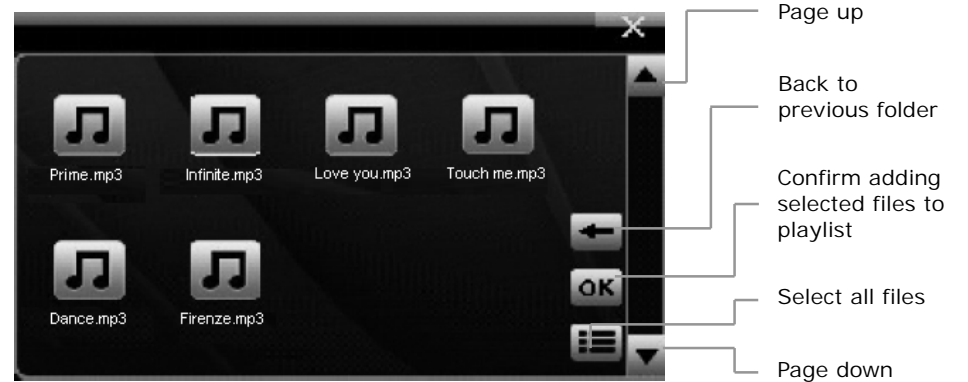 Page up
Back to
previous folder
Prime.mp3
Infinite.mp3
Love you.mp3
Touch me.mp3
Confirm adding
selected files to
playlist
OK
Select all files
Dance.mp3
Firenze.mp3
Page down